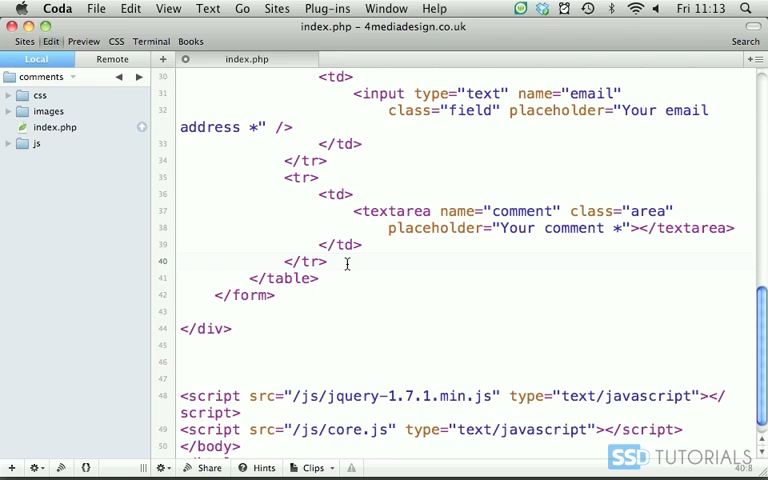 Coda File Edit View Text Go Sites Plug-ins Window Help Fri 11:13
index.php - 4mediadesign.co.uk
Sites Edit Preview CSS Terminal Books Search
Local Remote index.php
comments
css
images
index.php
js
30 <td>
31 <input type="text" name="email"
32 class="field" placeholder="Your email
address *" />
33 </td>
34 </tr>
35 <tr>
36 <td>
37 <textarea name="comment" class="area"
38 placeholder="Your comment *"></textarea>
39 </td>
40 </tr>
41 </table>
42 </form>
43
44 </div>
45
46
47
48 <script src="/js/jquery-1.7.1.min.js" type="text/javascript"></
script>
49 <script src="/js/core.js" type="text/javascript"></script>
50 </body>
Share Hints Clips 40:8
SSD TUTORIALS